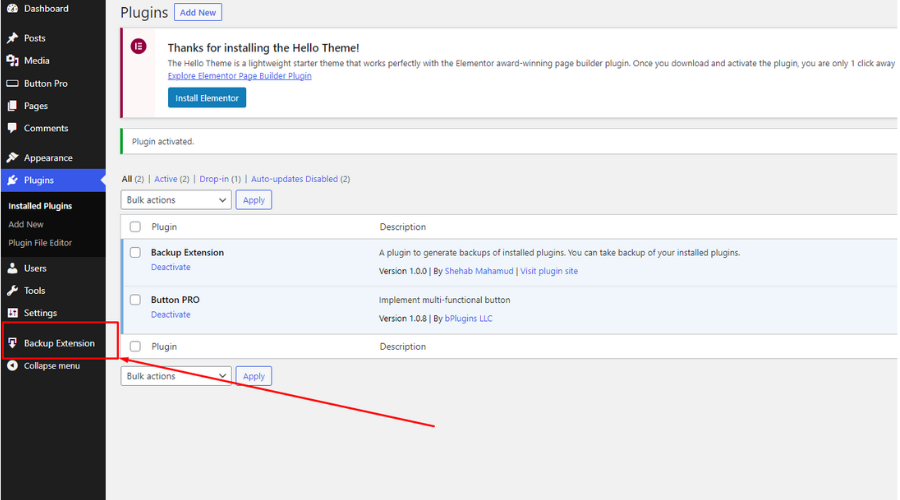 Dashboard
Posts
Media
Button Pro
Pages
Comments
Appearance
Plugins
Installed Plugins
Add New
Plugin File Editor
Users
Tools
Settings
Backup Extension
Collapse menu
Plugins Add New
Thanks for installing the Hello Theme!
The Hello Theme is a lightweight starter theme that works perfectly with the Elementor award-winning page builder plugin. Once you download and activate the plugin, you are only 1 click away
Explore Elementor Page Builder Plugin
Install Elementor
Plugin activated.
All (2) | Active (2) | Drop-in (1) | Auto-updates Disabled (2)
Bulk actions Apply
Plugin Description
Backup Extension A plugin to generate backups of installed plugins. You can take backup of your installed plugins.
Deactivate Version 1.0.0 | By Shehab Mahamud | Visit plugin site
Button PRO Implement multi-functional button
Deactivate Version 1.0.8 | By bPlugins LLC
Plugin Description
Bulk actions Apply